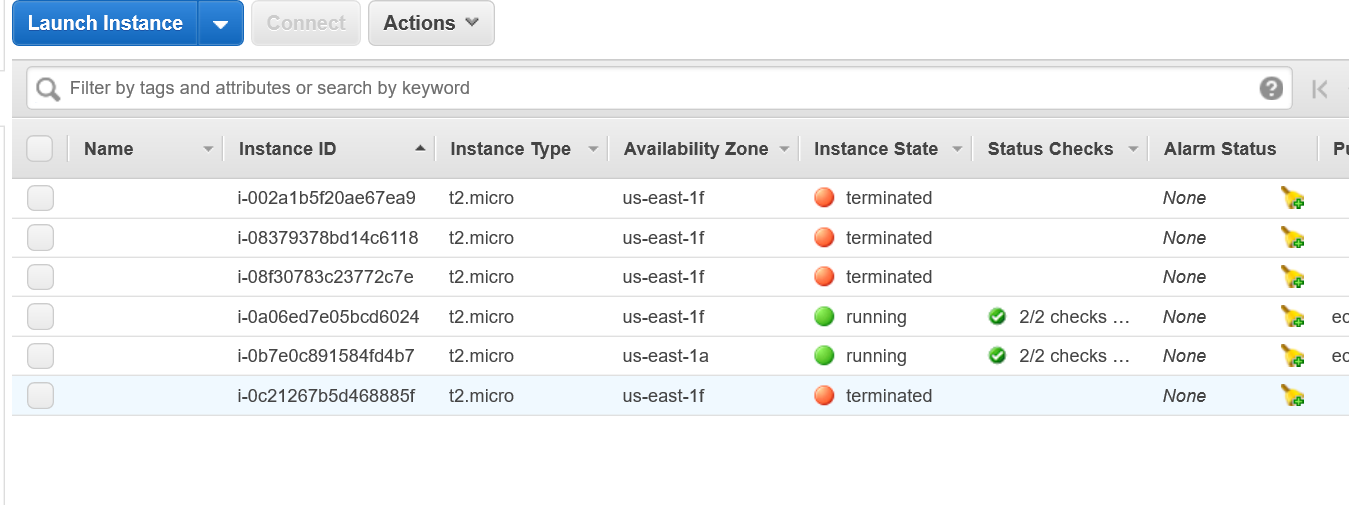 Launch Instance Connect Actions
Filter by tags and attributes or search by keyword ?
Name Instance ID Instance Type Availability Zone Instance State Status Checks Alarm Status
i-002a1b5f20ae67ea9 t2.micro us-east-1f terminated None
i-08379378bd14c6118 t2.micro us-east-1f terminated None
i-08f30783c23772c7e t2.micro us-east-1f terminated None
i-0a06ed7e05bcd6024 t2.micro us-east-1f running 2/2 checks … None
i-0b7e0c891584fd4b7 t2.micro us-east-1a running 2/2 checks … None
i-0c21267b5d468885f t2.micro us-east-1f terminated None